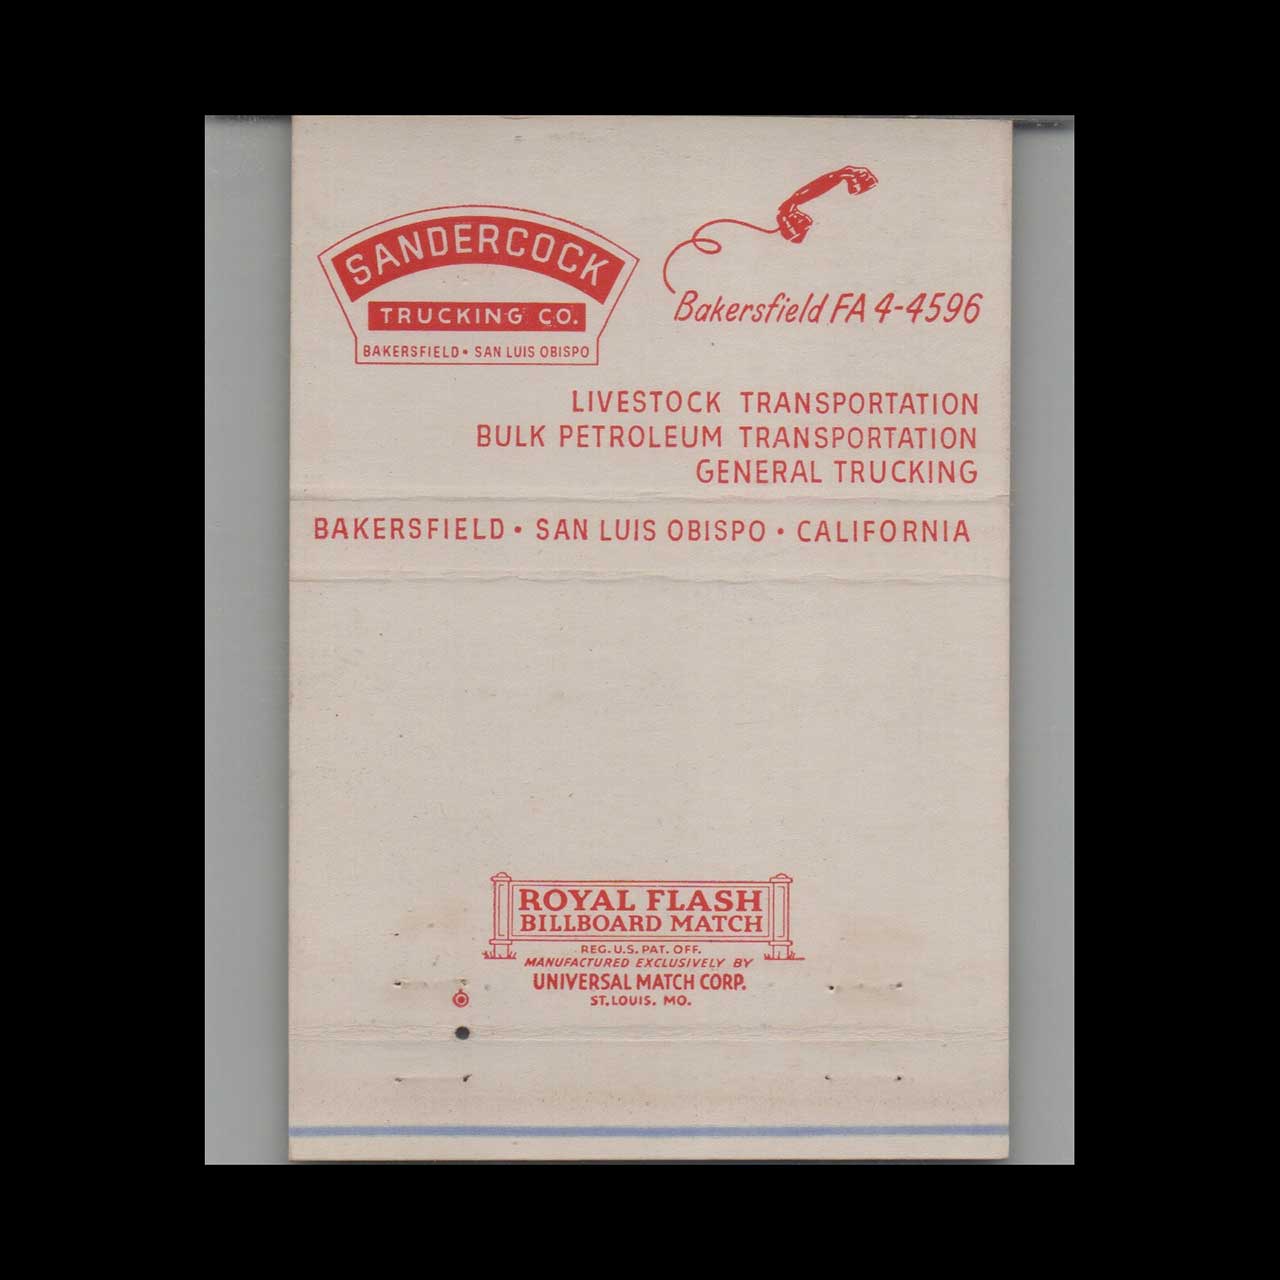 SANDERCOCK
TRUCKING CO.
BAKERSFIELD • SAN LUIS OBISPO
Bakersfield FA 4-4596
LIVESTOCK TRANSPORTATION
BULK PETROLEUM TRANSPORTATION
GENERAL TRUCKING
BAKERSFIELD • SAN LUIS OBISPO • CALIFORNIA
ROYAL FLASH
BILLBOARD MATCH
REG. U.S. PAT. OFF.
MANUFACTURED EXCLUSIVELY BY
UNIVERSAL MATCH CORP.
ST. LOUIS, MO.